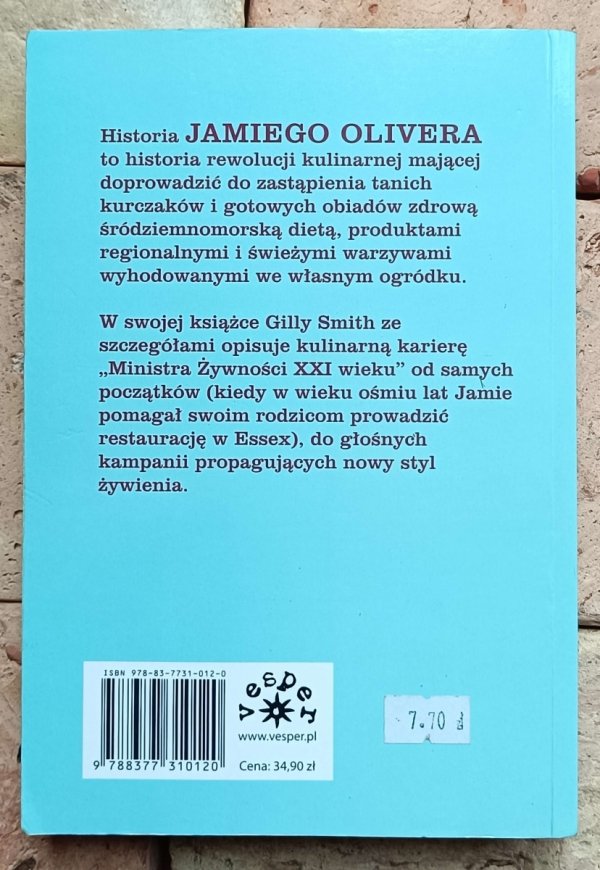 Historia JAMIEGO OLIVERA
to historia rewolucji kulinarnej mającej
doprowadzić do zastąpienia tanich
kurczaków i gotowych obiadów zdrową
śródziemnomorską dietą, produktami
regionalnymi i świeżymi warzywami
wyhodowanymi we własnym ogródku.
W swojej książce Gilly Smith ze
szczegółami opisuje kulinarną karierę
„Ministra Żywności XXI wieku” od samych
początków (kiedy w wieku ośmiu lat Jamie
pomagał swoim rodzicom prowadzić
restaurację w Essex), do głośnych
kampanii propagujących nowy styl
żywienia.
ISBN 978-83-7731-012-0
9 788377 310120
vesper
www.vesper.pl
Cena: 34,90 zł
7.70 zł